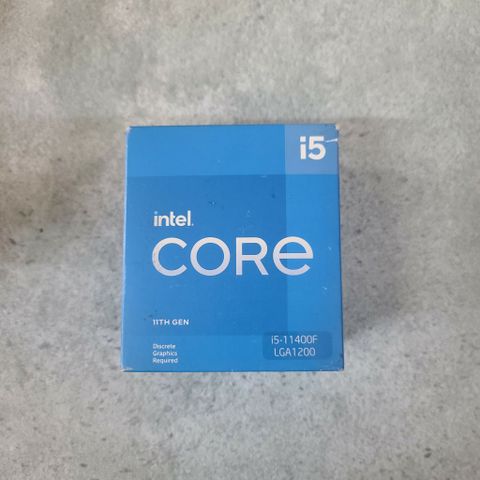 i5
intel.
CORE
11TH GEN
Discrete
Graphics
Required
i5-11400F
LGA1200